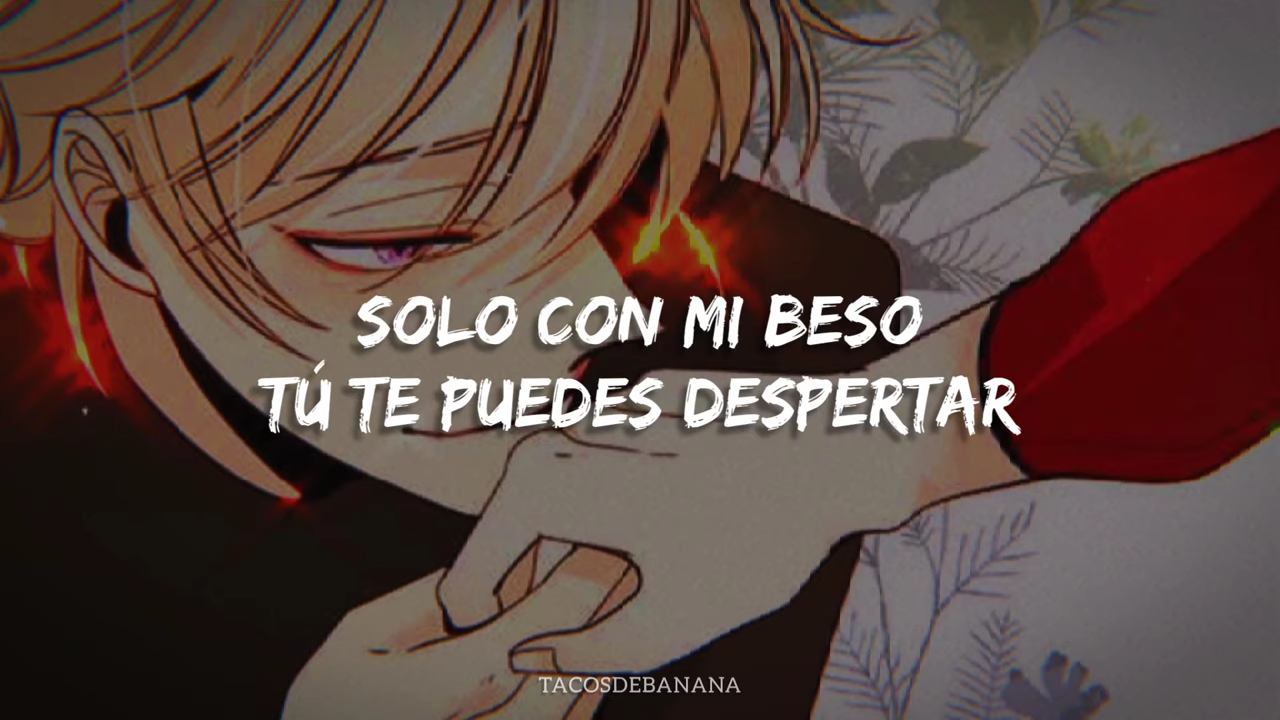 SOLO CON MI BESO
TÚ TE PUEDES DESPERTAR
TACOSDEBANANA